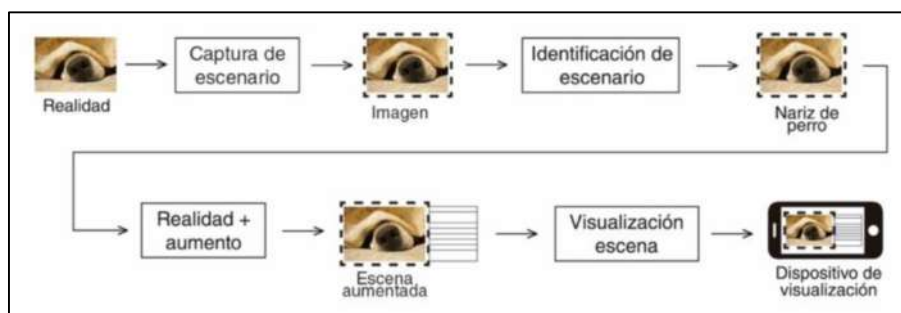 Captura de
escenario
Identificación de
escenario
Realidad
Imagen
Nariz de
perro
Realidad +
aumento
Visualización
escena
Escena
aumentada
Dispositivo de
visualización